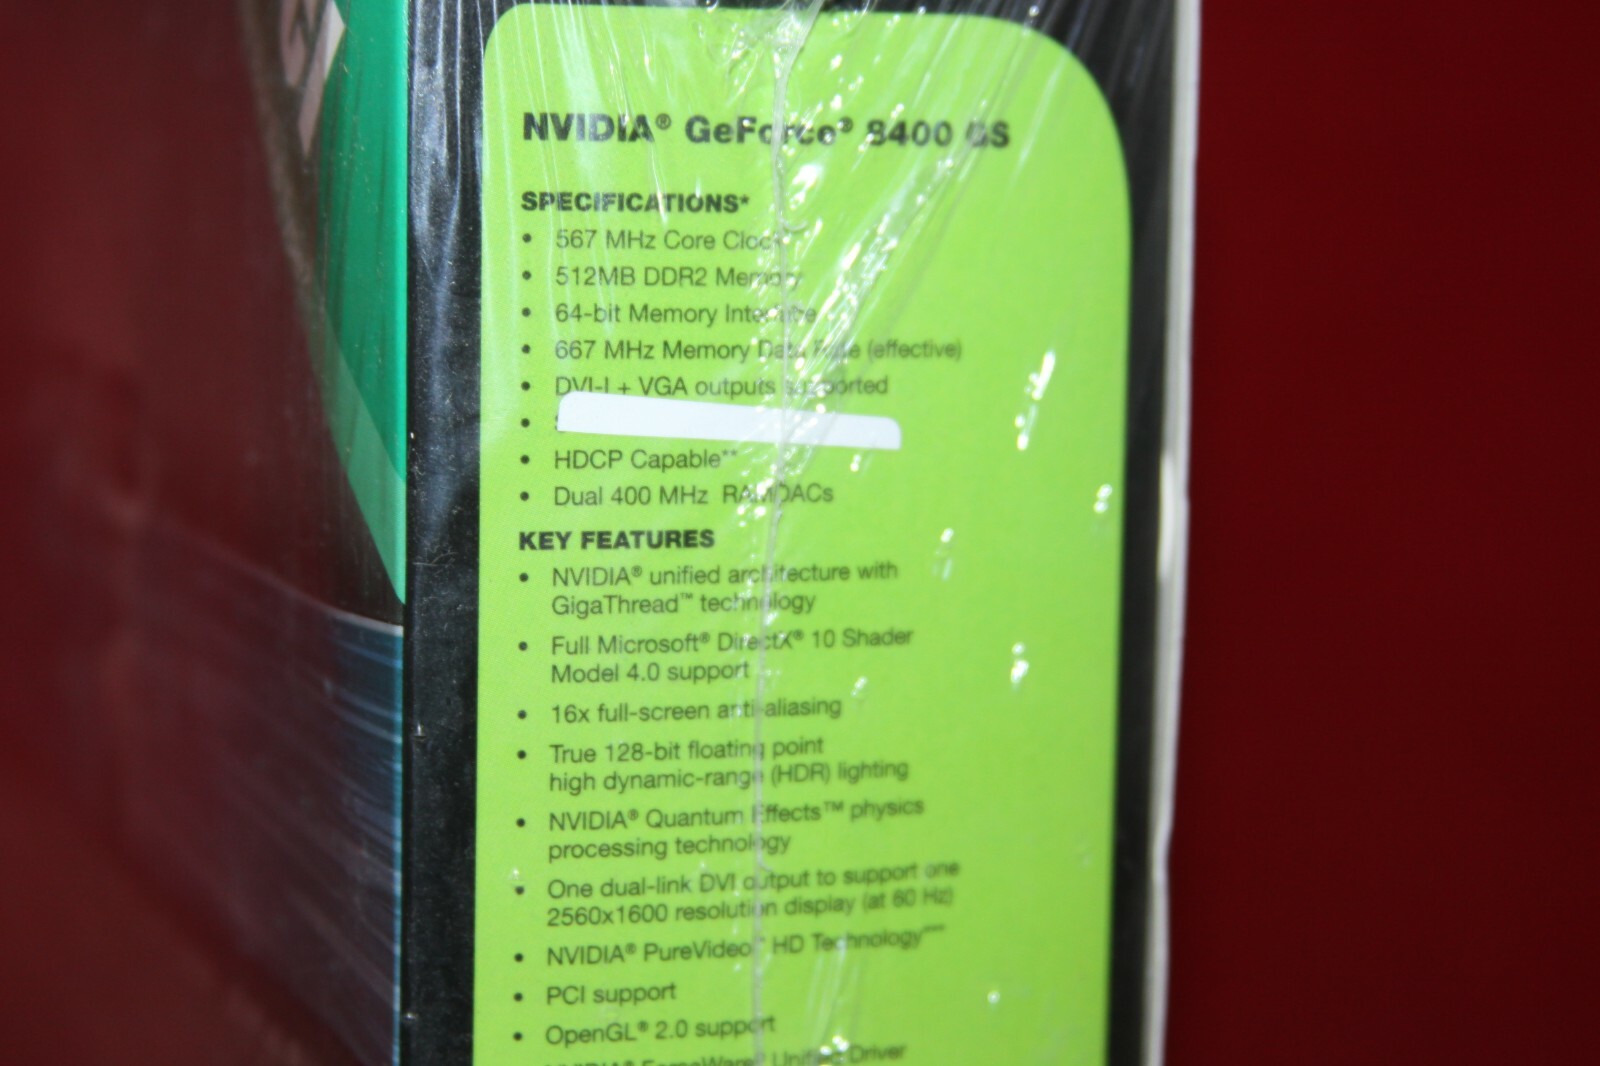 NVIDIA® GeForce® 8400 GS
SPECIFICATIONS*
• 567 MHz Core Clock
• 512MB DDR2 Memory
• 64-bit Memory Interface
• 667 MHz Memory Data Rate (effective)
• DVI-I + VGA outputs supported
•
• HDCP Capable**
• Dual 400 MHz RAMDACs
KEY FEATURES
• NVIDIA® unified architecture with
GigaThread™ technology
• Full Microsoft® DirectX® 10 Shader
Model 4.0 support
• 16x full-screen anti-aliasing
• True 128-bit floating point
high dynamic-range (HDR) lighting
• NVIDIA® Quantum Effects™ physics
processing technology
• One dual-link DVI output to support one
2560x1600 resolution display (at 60 Hz)
• NVIDIA® PureVideo™ HD Technology***
• PCI support
• OpenGL® 2.0 support
NVIDIA® ForceWare® Unified Driver